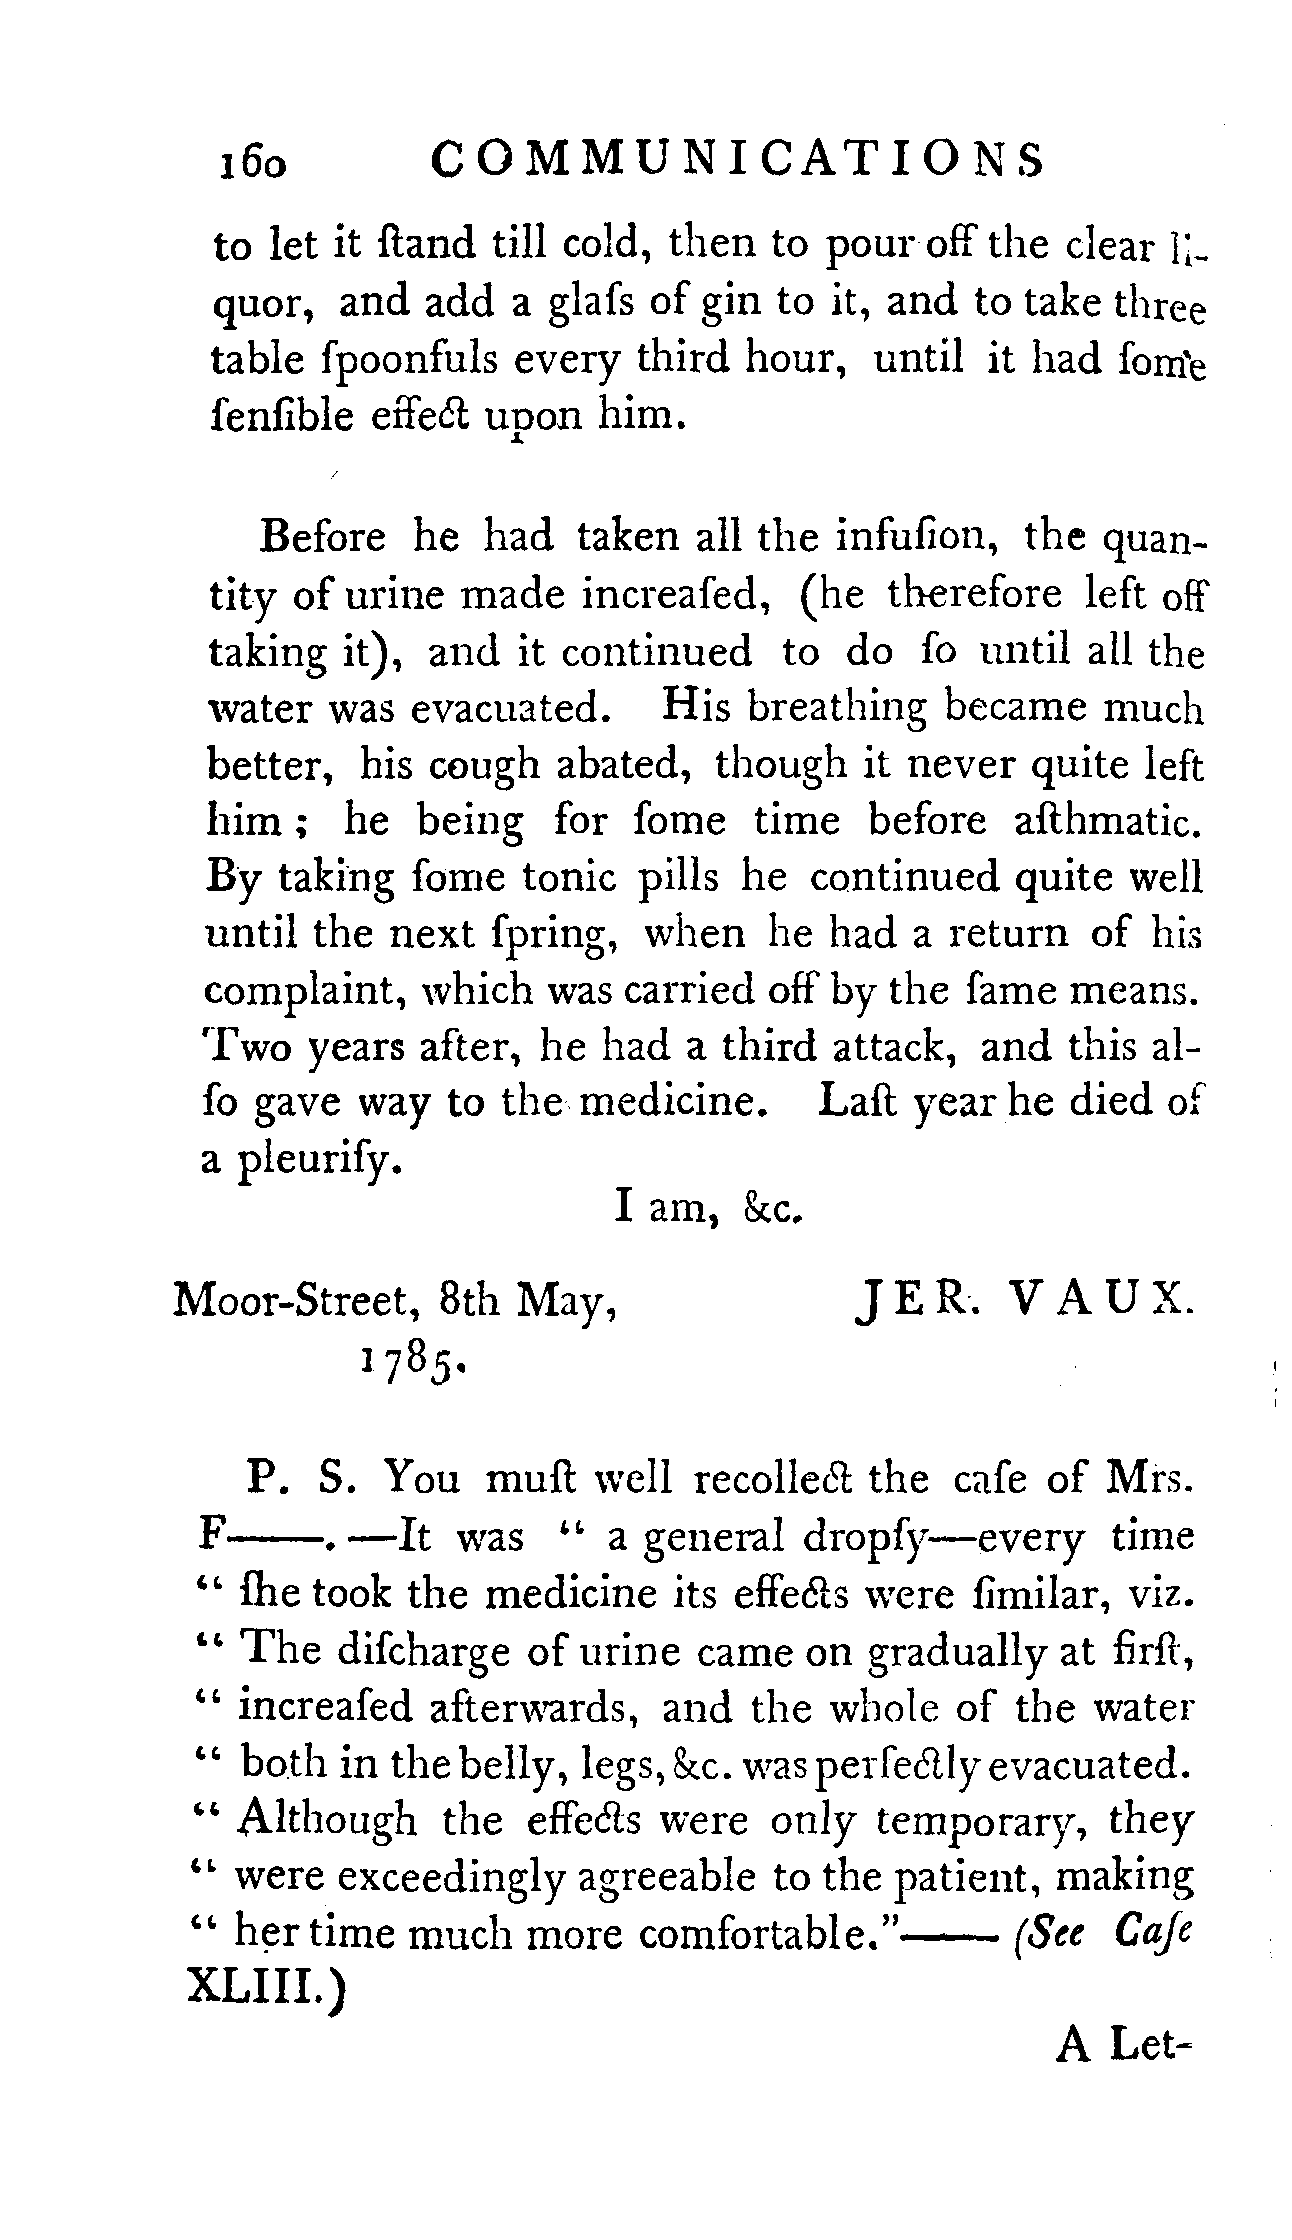 160 COMMUNICATIONS
to let it ſtand till cold, then to pour off the clear li-
quor, and add a glaſs of gin to it, and to take three
table ſpoonfuls every third hour, until it had ſome
ſenſible effect upon him.
Before he had taken all the infuſion, the quan-
tity of urine made increaſed, (he therefore left off
taking it), and it continued to do ſo until all the
water was evacuated. His breathing became much
better, his cough abated, though it never quite left
him ; he being for ſome time before aſthmatic.
By taking ſome tonic pills he continued quite well
until the next ſpring, when he had a return of his
complaint, which was carried off by the ſame means.
Two years after, he had a third attack, and this al-
ſo gave way to the medicine. Laſt year he died of
a pleuriſy.
I am, &c.
Moor-Street, 8th May, JER. VAUX.
1785.
P. S. You muſt well recollect the caſe of Mrs.
F——. —It was “ a general dropſy—every time
“ ſhe took the medicine its effects were ſimilar, viz.
“ The diſcharge of urine came on gradually at firſt,
“ increaſed afterwards, and the whole of the water
“ both in the belly, legs, &c. was perfectly evacuated.
“ Although the effects were only temporary, they
“ were exceedingly agreeable to the patient, making
“ her time much more comfortable.”—— (See Caſe
XLIII.)
A Let-